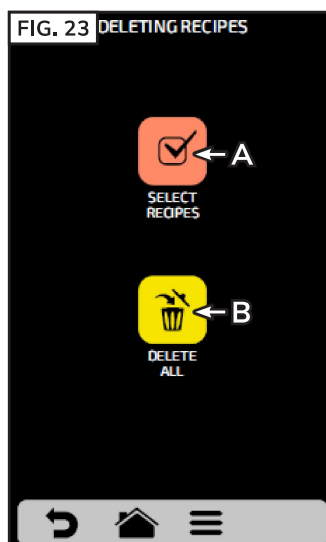 FIG. 23 DELETING RECIPES
A
SELECT
RECIPES
B
DELETE
ALL